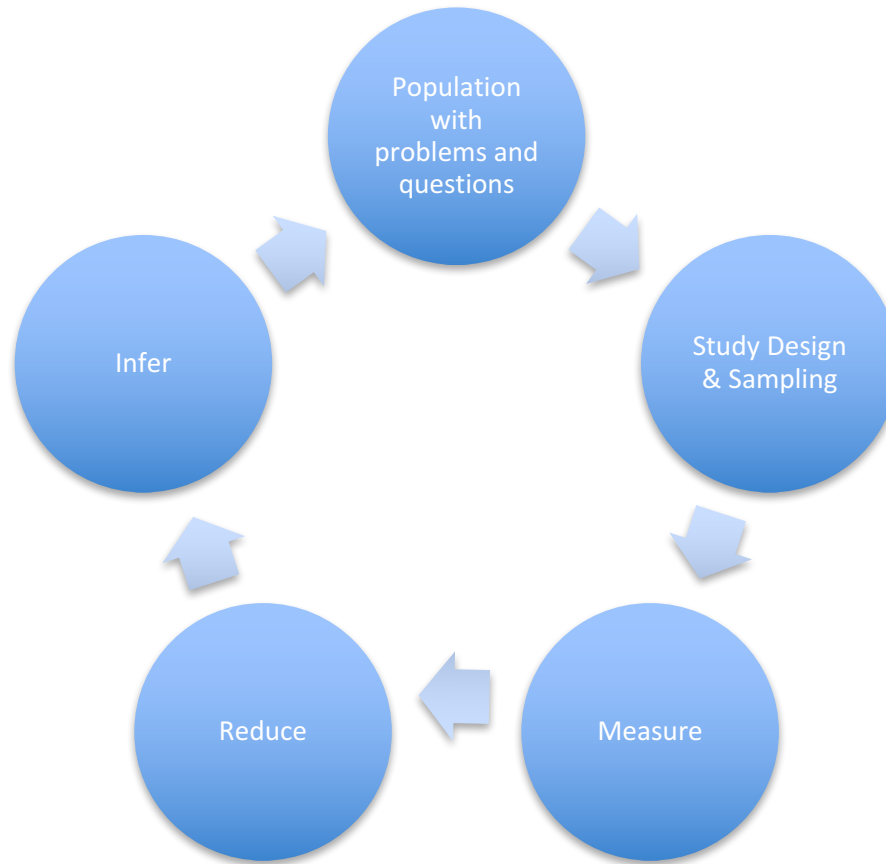 Population
with
problems and
questions
Study Design
& Sampling
Measure
Reduce
Infer